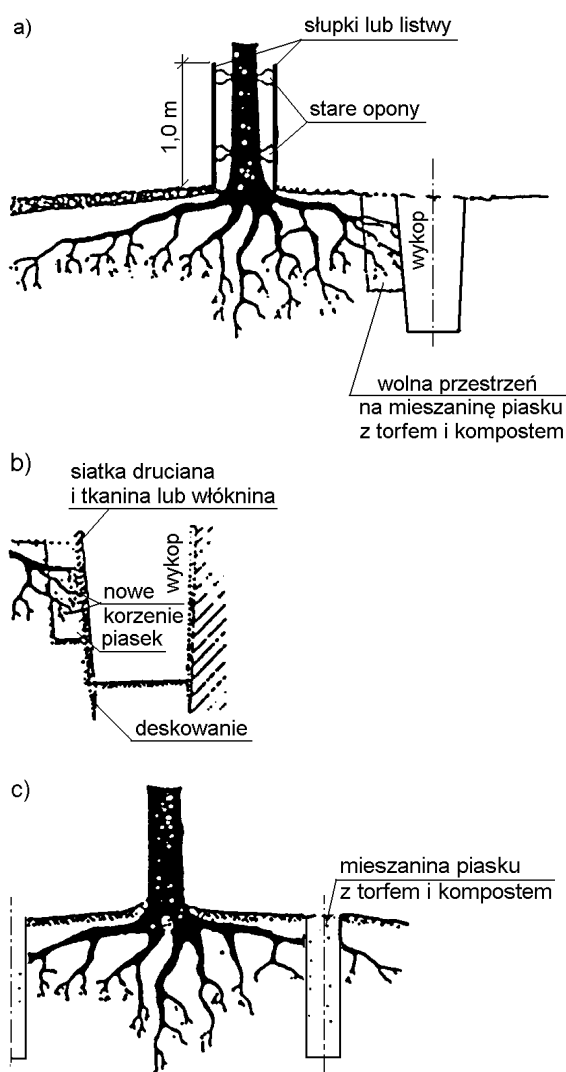 a)
słupki lub listwy
stare opony
1,0 m
wykop
wolna przestrzeń
na mieszaninę piasku
z torfem i kompostem
b)
siatka druciana
i tkanina lub włóknina
wykop
nowe
korzenie
piasek
deskowanie
c)
mieszanina piasku
z torfem i kompostem